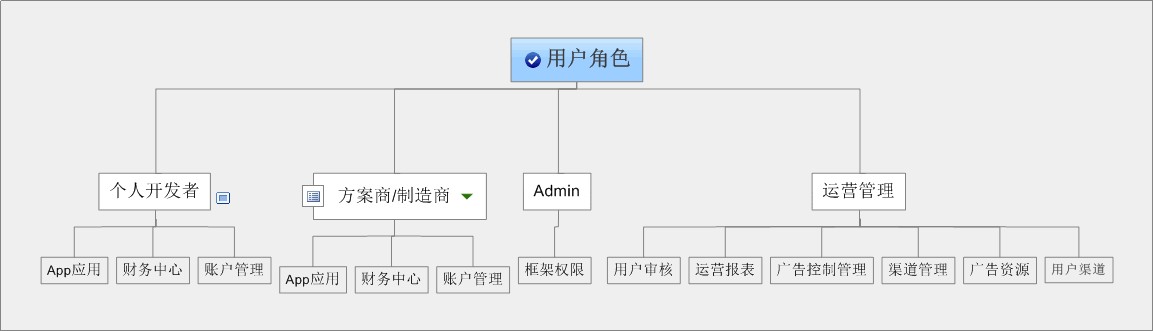 用户角色
个人开发者
方案商/制造商
Admin
运营管理
App应用
财务中心
账户管理
App应用
财务中心
账户管理
框架权限
用户审核
运营报表
广告控制管理
渠道管理
广告资源
用户渠道